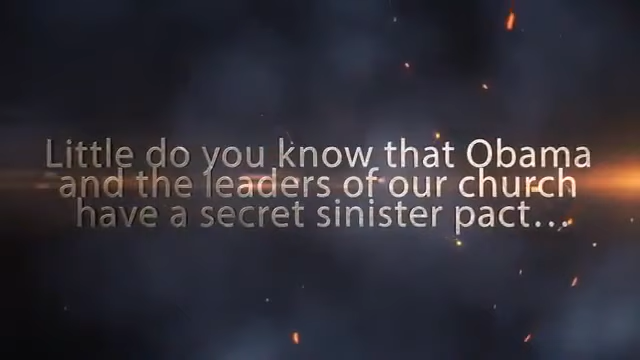 Little do you know that Obama
and the leaders of our church
have a secret sinister pact...